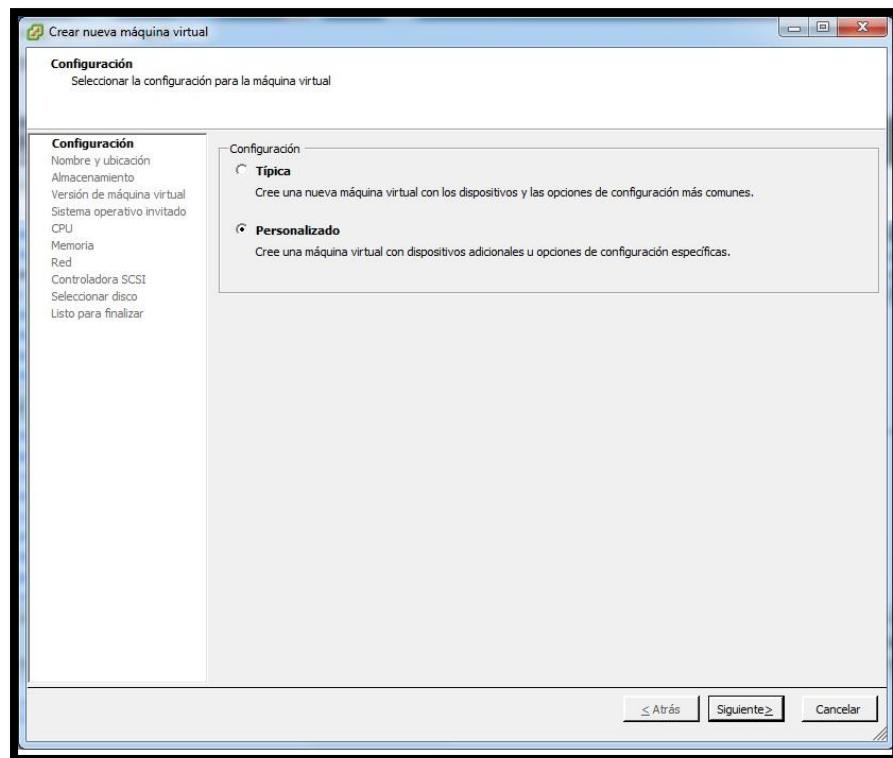 Crear nueva máquina virtual
Configuración
Seleccionar la configuración para la máquina virtual
Configuración
Nombre y ubicación
Almacenamiento
Versión de máquina virtual
Sistema operativo invitado
CPU
Memoria
Red
Controladora SCSI
Seleccionar disco
Listo para finalizar
Configuración
Típica
Cree una nueva máquina virtual con los dispositivos y las opciones de configuración más comunes.
Personalizado
Cree una máquina virtual con dispositivos adicionales u opciones de configuración específicas.
< Atrás
Siguiente >
Cancelar